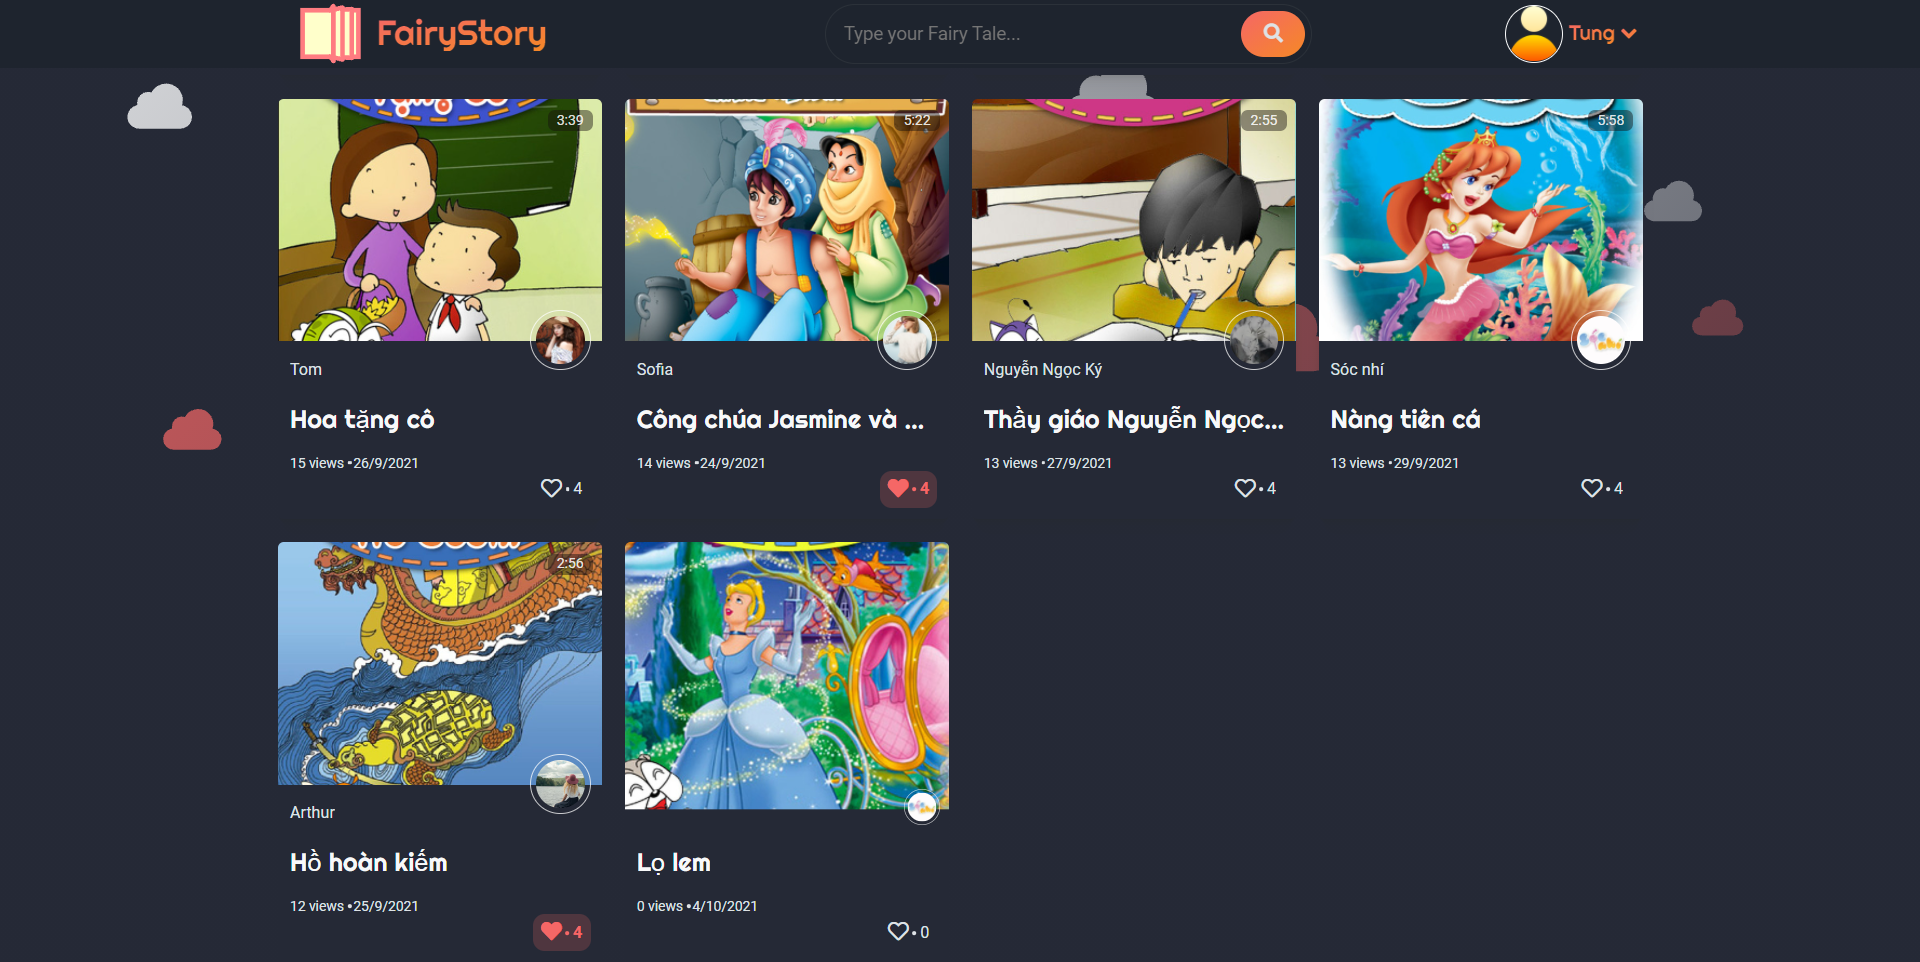 FairyStory
Type your Fairy Tale...
Tung
3:39
5:22
2:55
5:58
Tom
Sofia
Nguyễn Ngọc Ký
Sóc nhí
Hoa tặng cô
Công chúa Jasmine và ...
Thầy giáo Nguyễn Ngọc...
Nàng tiên cá
15 views •26/9/2021
14 views •24/9/2021
13 views •27/9/2021
13 views •29/9/2021
• 4
• 4
• 4
• 4
2:56
Arthur
Hồ hoàn kiếm
Lọ lem
12 views •25/9/2021
0 views •4/10/2021
• 4
• 0